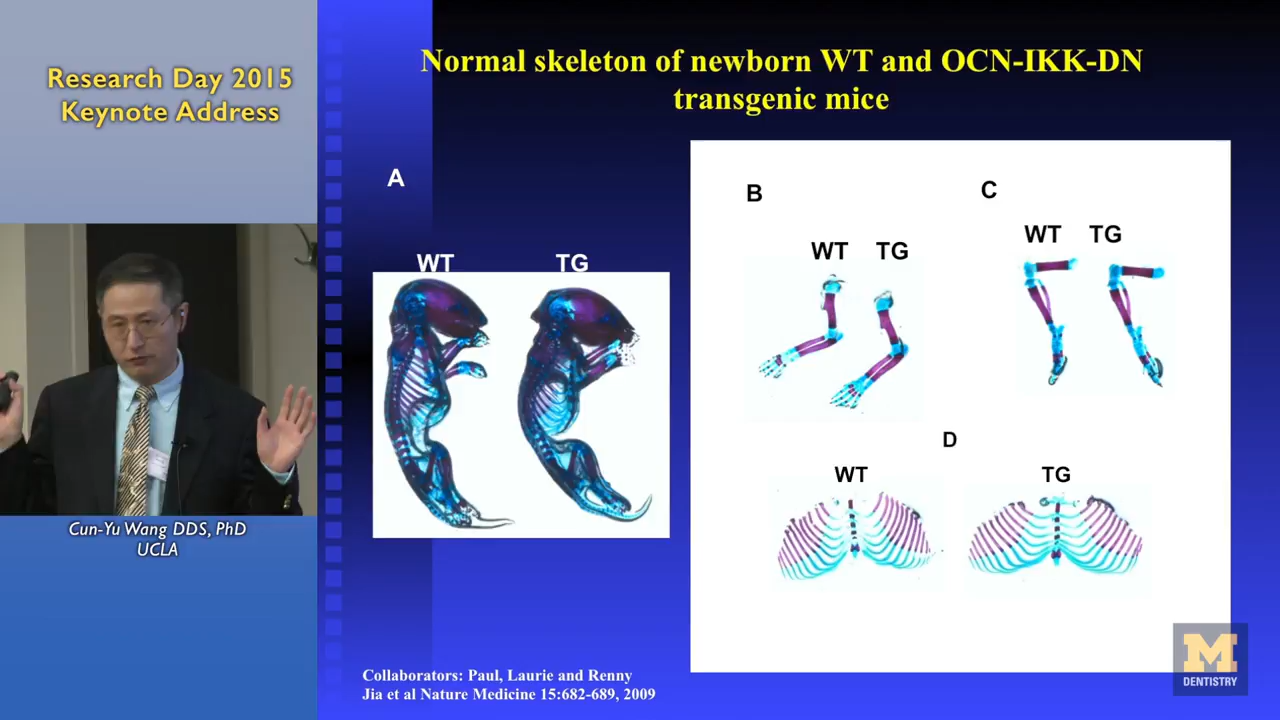 Research Day 2015
Keynote Address
Cun-Yu Wang DDS, PhD
UCLA
Normal skeleton of newborn WT and OCN-IKK-DN
transgenic mice
A
WT TG
B
WT TG
C
WT TG
D
WT TG
Collaborators: Paul, Laurie and Renny
Jia et al Nature Medicine 15:682-689, 2009
M
DENTISTRY